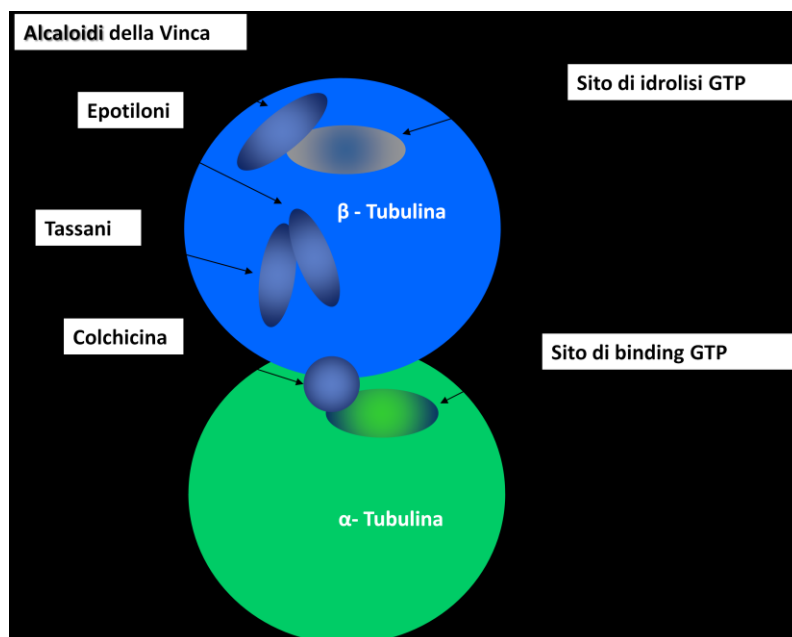 Alcaloidi della Vinca
Sito di idrolisi GTP
Epotiloni
β - Tubulina
Tassani
Colchicina
Sito di binding GTP
α- Tubulina